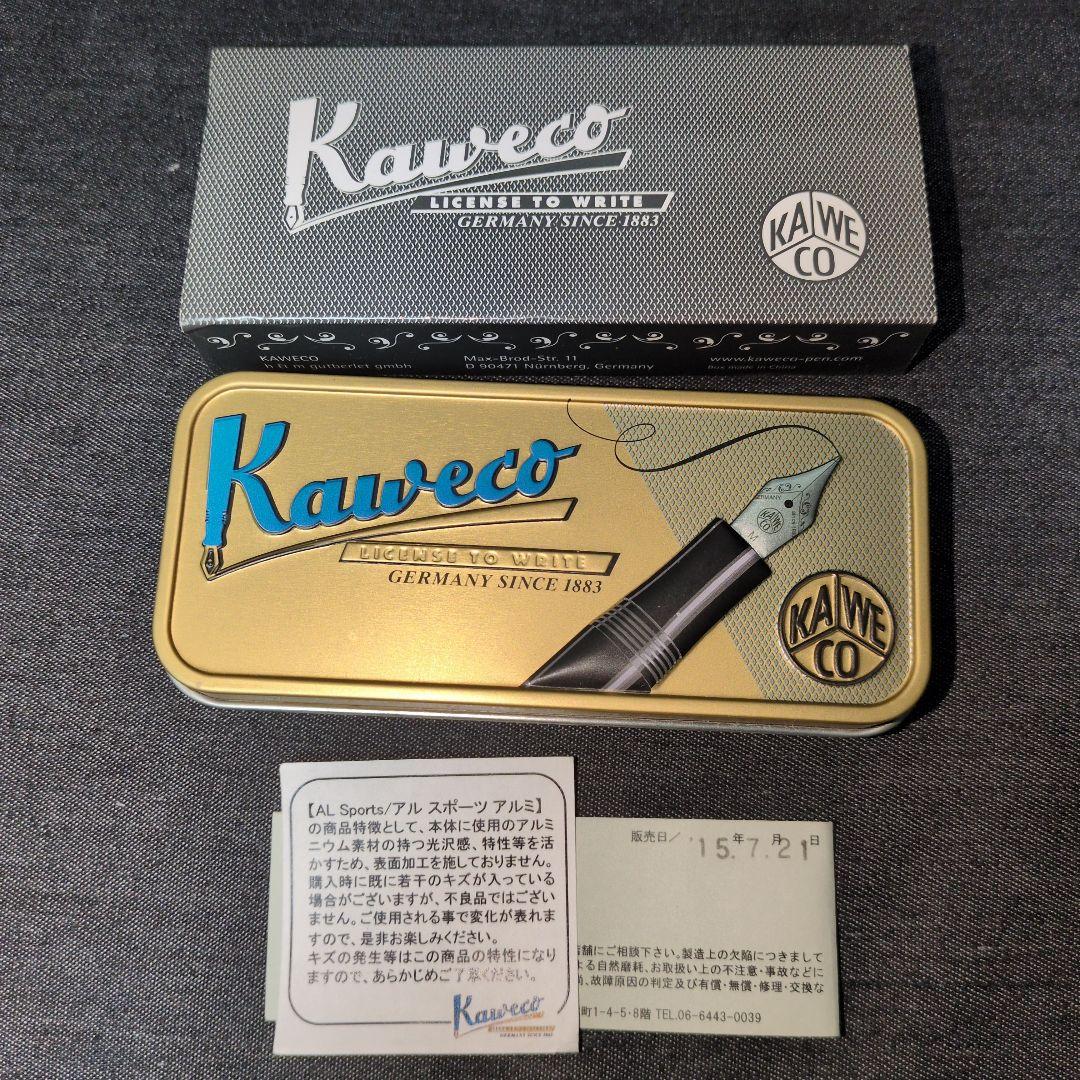 Kaweco
LICENSE TO WRITE
GERMANY SINCE 1883
KAWECO
KAWECO
h & m gutberlet gmbh
Max-Brod-Str. 11
D 90471 Nürnberg, Germany
www.kaweco-pen.com
Box made in China
Kaweco
LICENSE TO WRITE
GERMANY SINCE 1883
GERMANY
KAWECO
M
KAWECO
【AL Sports/アル スポーツ アルミ】
の商品特徴として、本体に使用のアルミ
ニウム素材の持つ光沢感、特性等を活
かすため、表面加工を施しておりません。
購入時に既に若干のキズが入っている
場合がございますが、不良品ではござい
ません。ご使用される事で変化が表れま
すので、是非お楽しみください。
キズの発生等はこの商品の特性になり
ますので、あらかじめご了承ください。
Kaweco
GERMANY SINCE 1883
販売日/ '15年7月21日
店舗にご相談下さい。製造上の欠陥につきまして
よる自然磨耗、お取扱い上の不注意・事故などに
尚、故障原因の判定及び有償・無償・修理・交換な
町1-4-5・8階 TEL.06-6443-0039